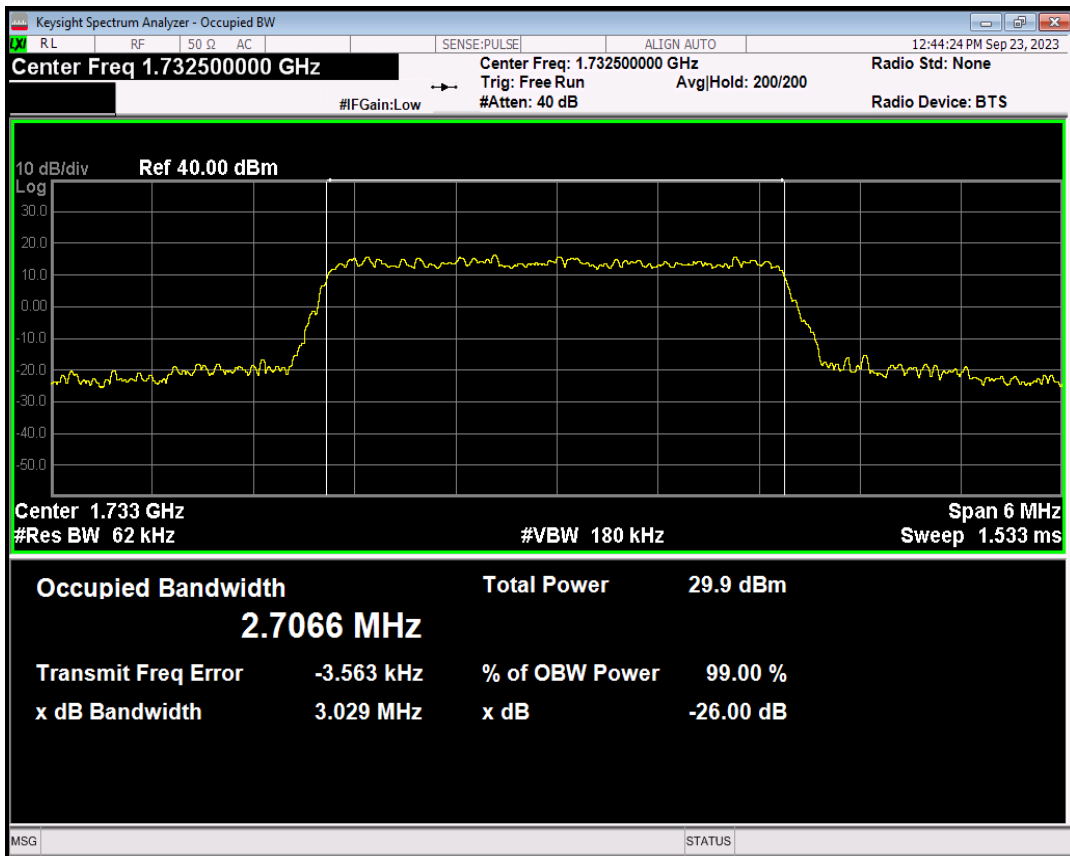 Keysight Spectrum Analyzer - Occupied BW
LXI RL RF 50 Ω AC SENSE:PULSE ALIGN AUTO 12:44:24 PM Sep 23, 2023
Center Freq 1.732500000 GHz Center Freq: 1.732500000 GHz Radio Std: None
Trig: Free Run Avg|Hold: 200/200
#IFGain:Low #Atten: 40 dB Radio Device: BTS
10 dB/div Ref 40.00 dBm
Log
30.0
20.0
10.0
0.00
-10.0
-20.0
-30.0
-40.0
-50.0
Center 1.733 GHz Span 6 MHz
#Res BW 62 kHz #VBW 180 kHz Sweep 1.533 ms
Occupied Bandwidth Total Power 29.9 dBm
2.7066 MHz
Transmit Freq Error -3.563 kHz % of OBW Power 99.00 %
x dB Bandwidth 3.029 MHz x dB -26.00 dB
MSG STATUS